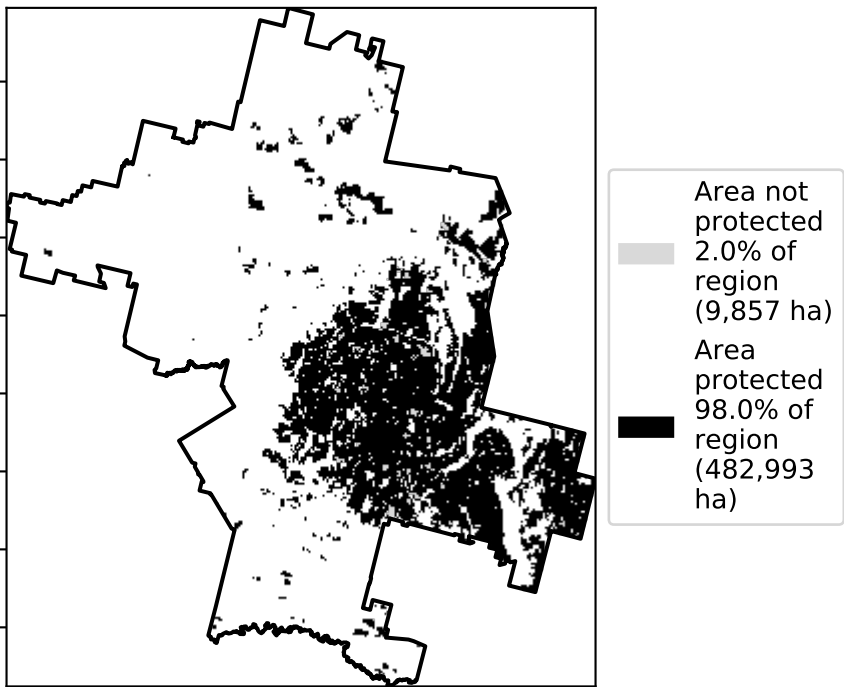 Area not
protected
2.0% of
region
(9,857 ha)
Area
protected
98.0% of
region
(482,993
ha)